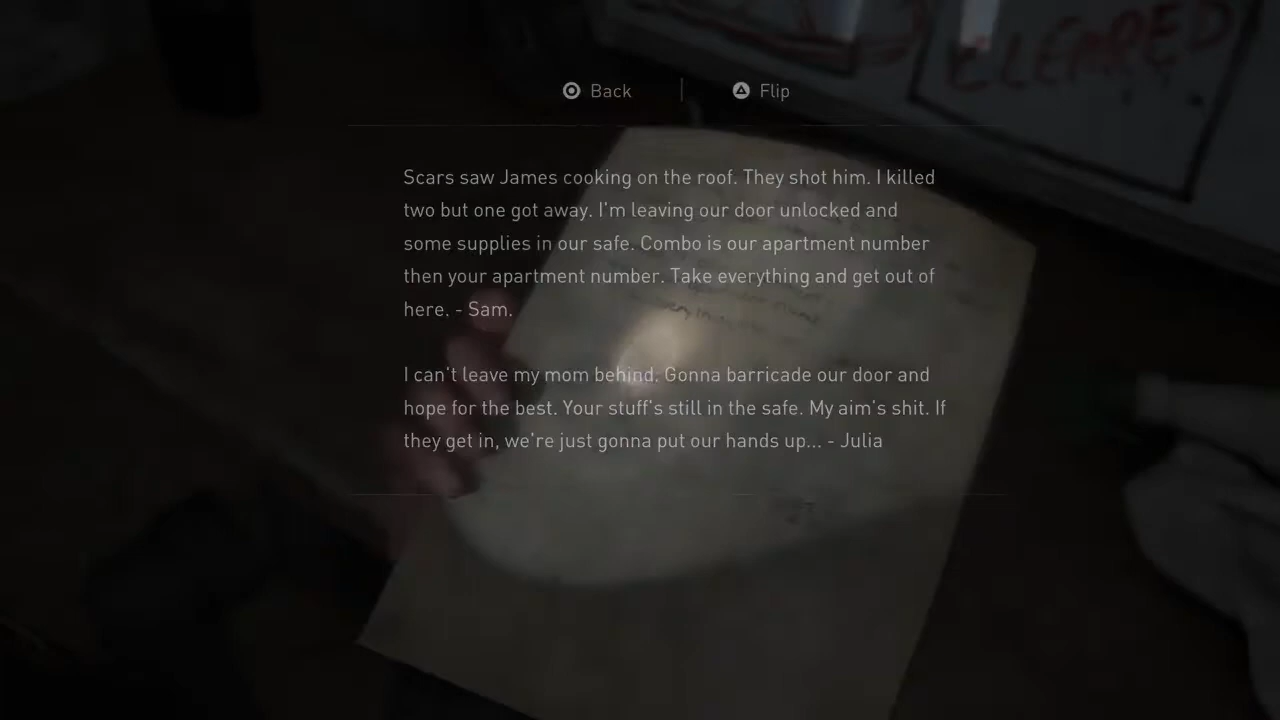 CLEARED
Back | Flip
Scars saw James cooking on the roof. They shot him. I killed
two but one got away. I'm leaving our door unlocked and
some supplies in our safe. Combo is our apartment number
then your apartment number. Take everything and get out of
here. - Sam.
I can't leave my mom behind. Gonna barricade our door and
hope for the best. Your stuff's still in the safe. My aim's shit. If
they get in, we're just gonna put our hands up... - Julia